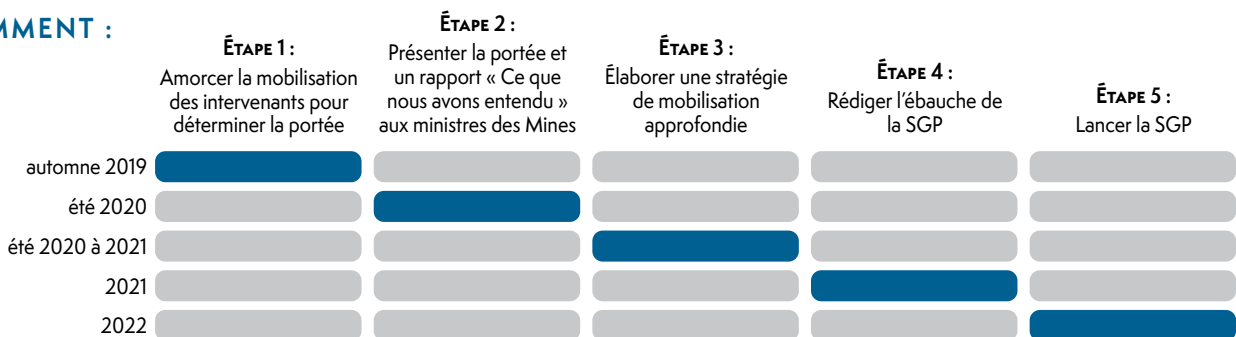 MMENT :
ÉTAPE 1 :
Amorcer la mobilisation
des intervenants pour
déterminer la portée
ÉTAPE 2 :
Présenter la portée et
un rapport « Ce que
nous avons entendu »
aux ministres des Mines
ÉTAPE 3 :
Élaborer une stratégie
de mobilisation
approfondie
ÉTAPE 4 :
Rédiger l'ébauche de
la SGP
ÉTAPE 5 :
Lancer la SGP
automne 2019
été 2020
été 2020 à 2021
2021
2022